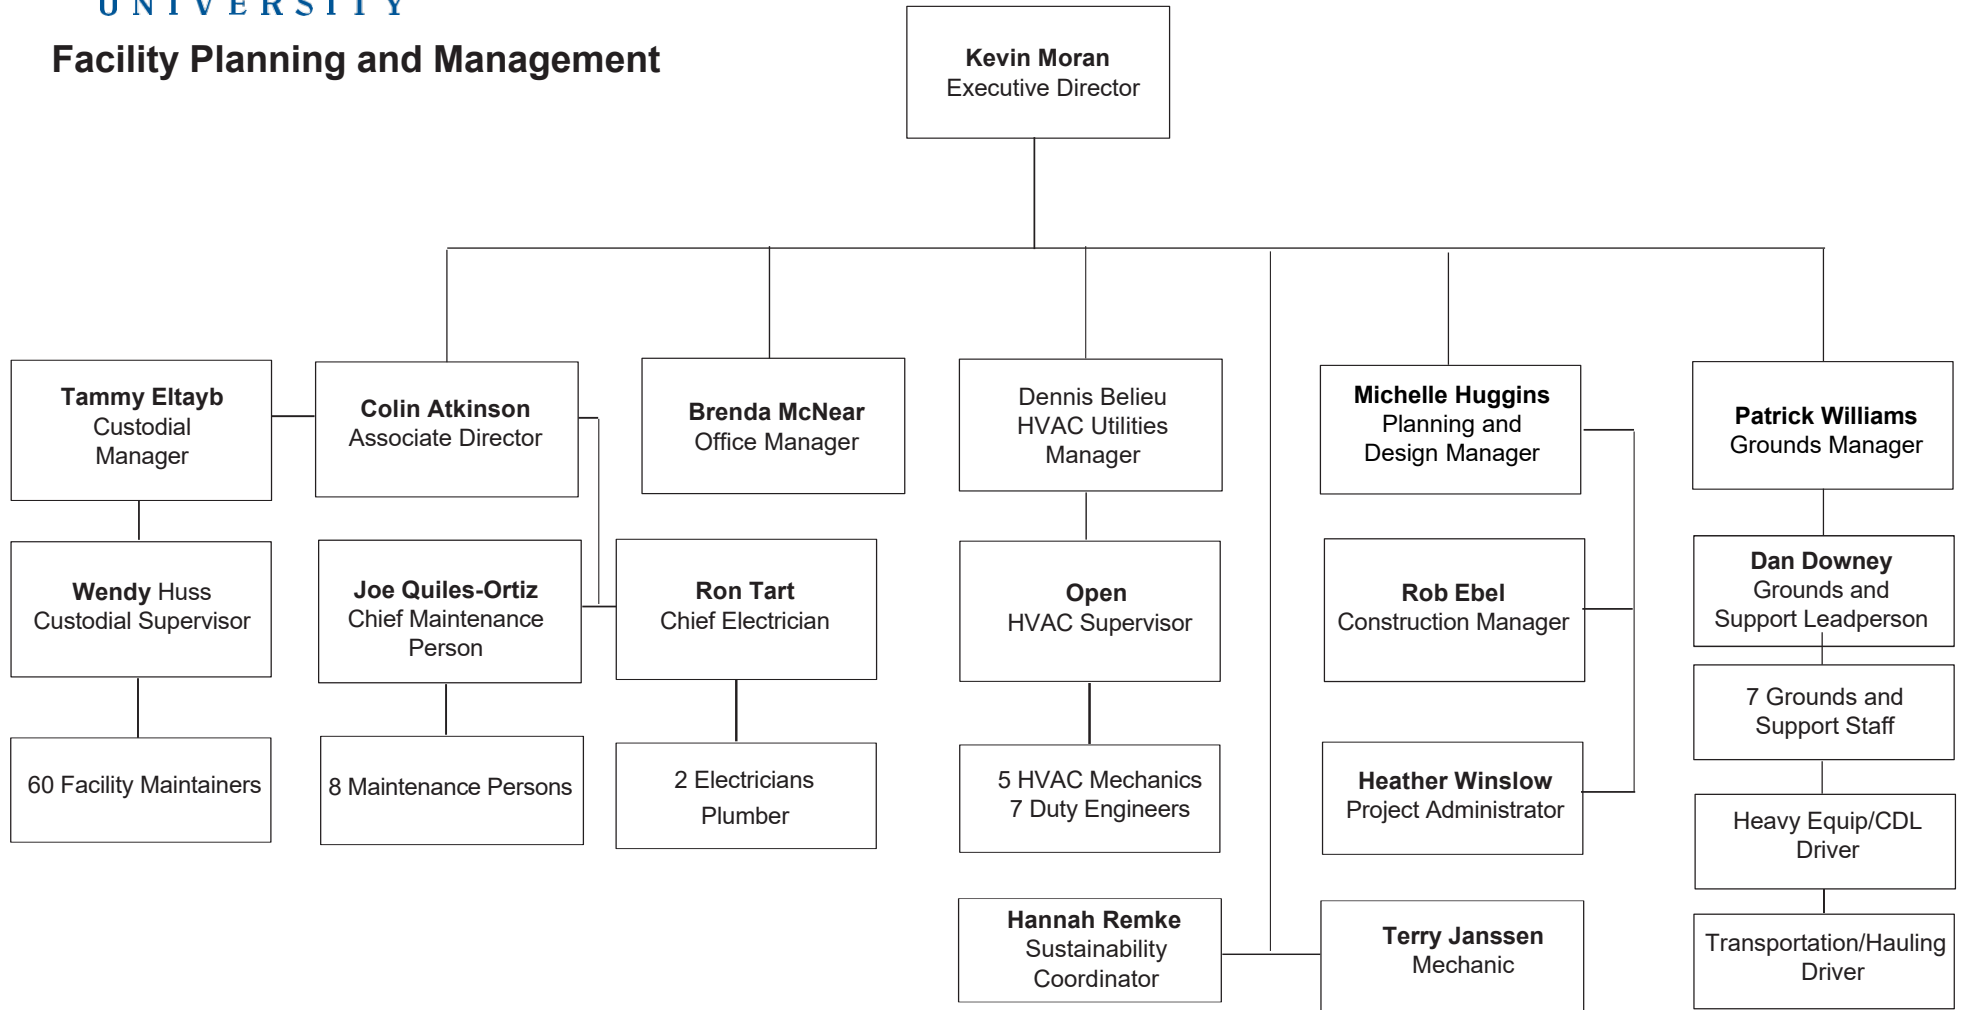 UNIVERSITY
Facility Planning and Management
Kevin Moran
Executive Director
Tammy Eltayb
Custodial
Manager
Colin Atkinson
Associate Director
Brenda McNear
Office Manager
Dennis Belieu
HVAC Utilities
Manager
Michelle Huggins
Planning and
Design Manager
Patrick Williams
Grounds Manager
Wendy Huss
Custodial Supervisor
Joe Quiles-Ortiz
Chief Maintenance
Person
Ron Tart
Chief Electrician
Open
HVAC Supervisor
Rob Ebel
Construction Manager
Dan Downey
Grounds and
Support Leadperson
7 Grounds and
Support Staff
60 Facility Maintainers
8 Maintenance Persons
2 Electricians
Plumber
5 HVAC Mechanics
7 Duty Engineers
Heather Winslow
Project Administrator
Heavy Equip/CDL
Driver
Hannah Remke
Sustainability
Coordinator
Terry Janssen
Mechanic
Transportation/Hauling
Driver